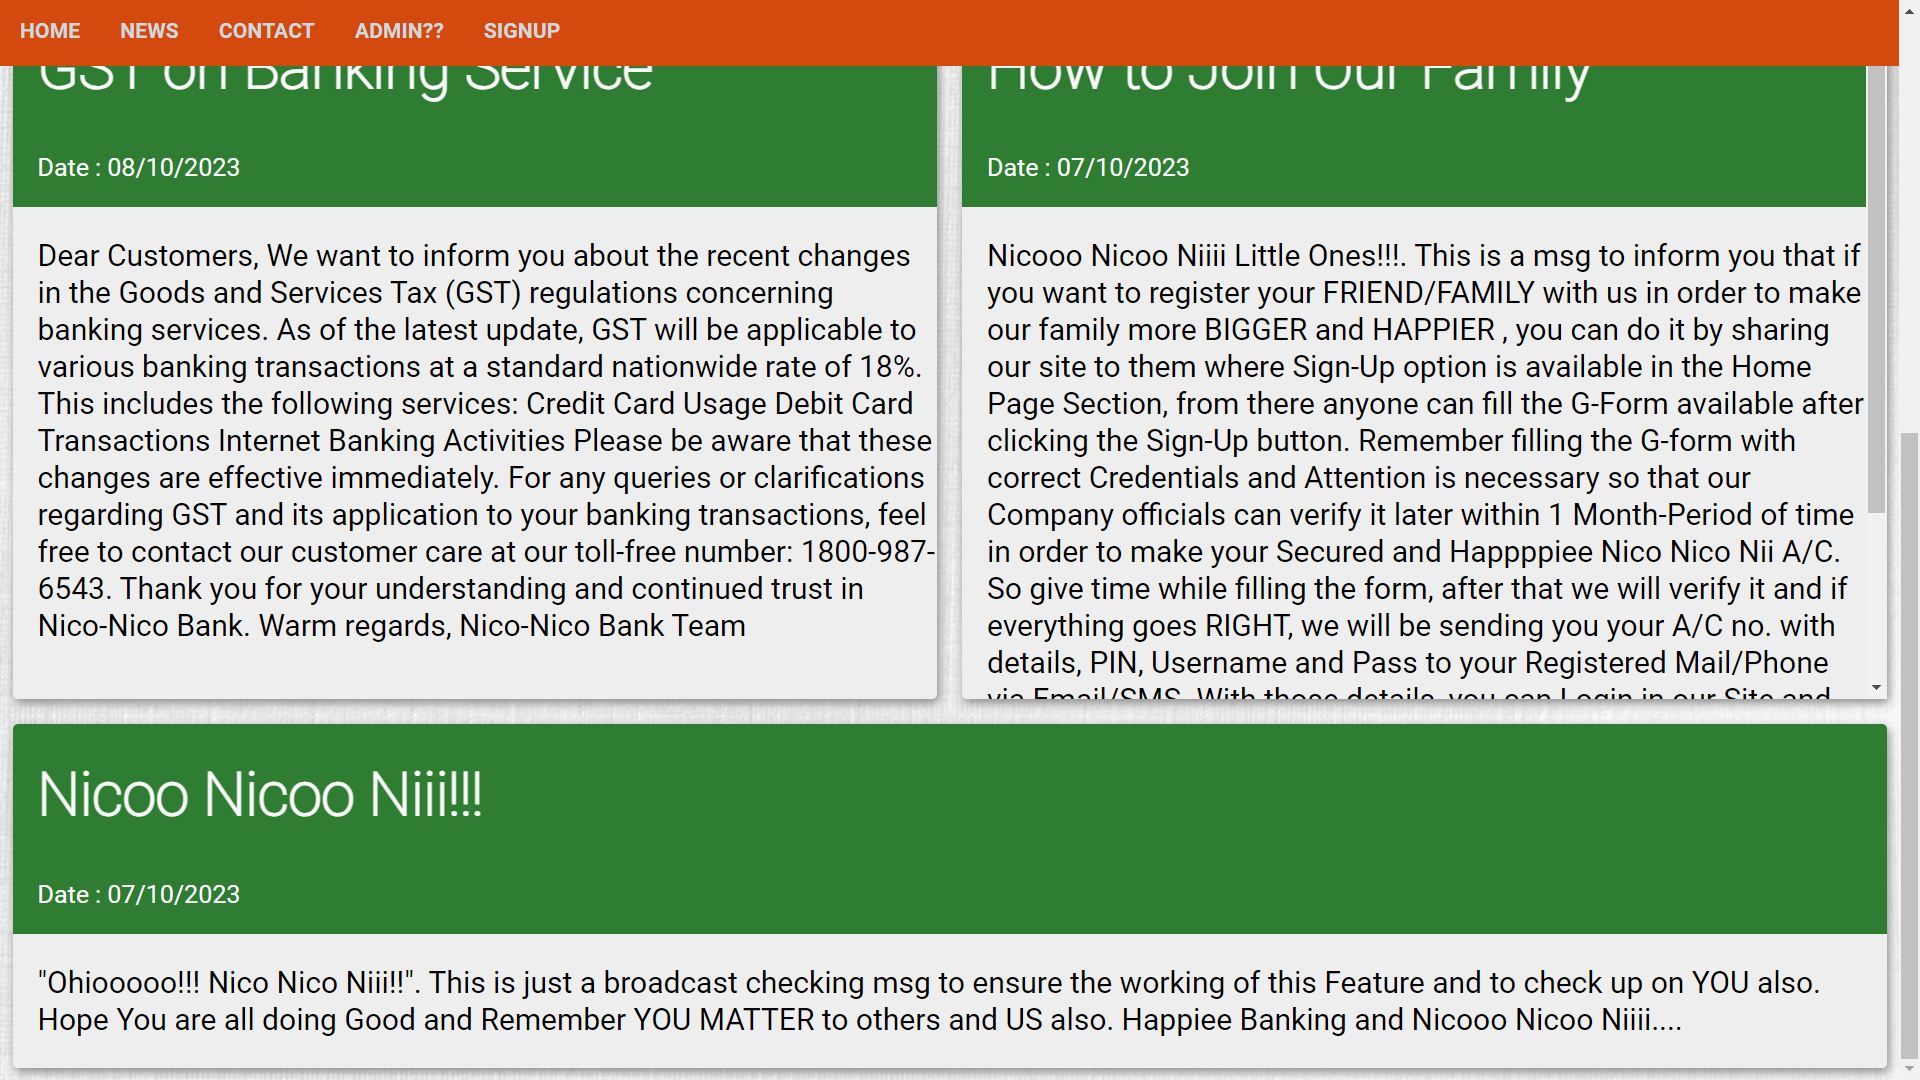 HOME NEWS CONTACT ADMIN?? SIGNUP
GST on Banking Service
Date : 08/10/2023
Dear Customers, We want to inform you about the recent changes
in the Goods and Services Tax (GST) regulations concerning
banking services. As of the latest update, GST will be applicable to
various banking transactions at a standard nationwide rate of 18%.
This includes the following services: Credit Card Usage Debit Card
Transactions Internet Banking Activities Please be aware that these
changes are effective immediately. For any queries or clarifications
regarding GST and its application to your banking transactions, feel
free to contact our customer care at our toll-free number: 1800-987-
6543. Thank you for your understanding and continued trust in
Nico-Nico Bank. Warm regards, Nico-Nico Bank Team
How to Join Our Family
Date : 07/10/2023
Nicooo Nicoo Niiii Little Ones!!!. This is a msg to inform you that if
you want to register your FRIEND/FAMILY with us in order to make
our family more BIGGER and HAPPIER , you can do it by sharing
our site to them where Sign-Up option is available in the Home
Page Section, from there anyone can fill the G-Form available after
clicking the Sign-Up button. Remember filling the G-form with
correct Credentials and Attention is necessary so that our
Company officials can verify it later within 1 Month-Period of time
in order to make your Secured and Happppiee Nico Nico Nii A/C.
So give time while filling the form, after that we will verify it and if
everything goes RIGHT, we will be sending you your A/C no. with
details, PIN, Username and Pass to your Registered Mail/Phone
via Email/SMS. With those details, you can Login in our Site and
Nicoo Nicoo Niii!!!
Date : 07/10/2023
"Ohiooooo!!! Nico Nico Niii!!". This is just a broadcast checking msg to ensure the working of this Feature and to check up on YOU also.
Hope You are all doing Good and Remember YOU MATTER to others and US also. Happiee Banking and Nicooo Nicoo Niiii....